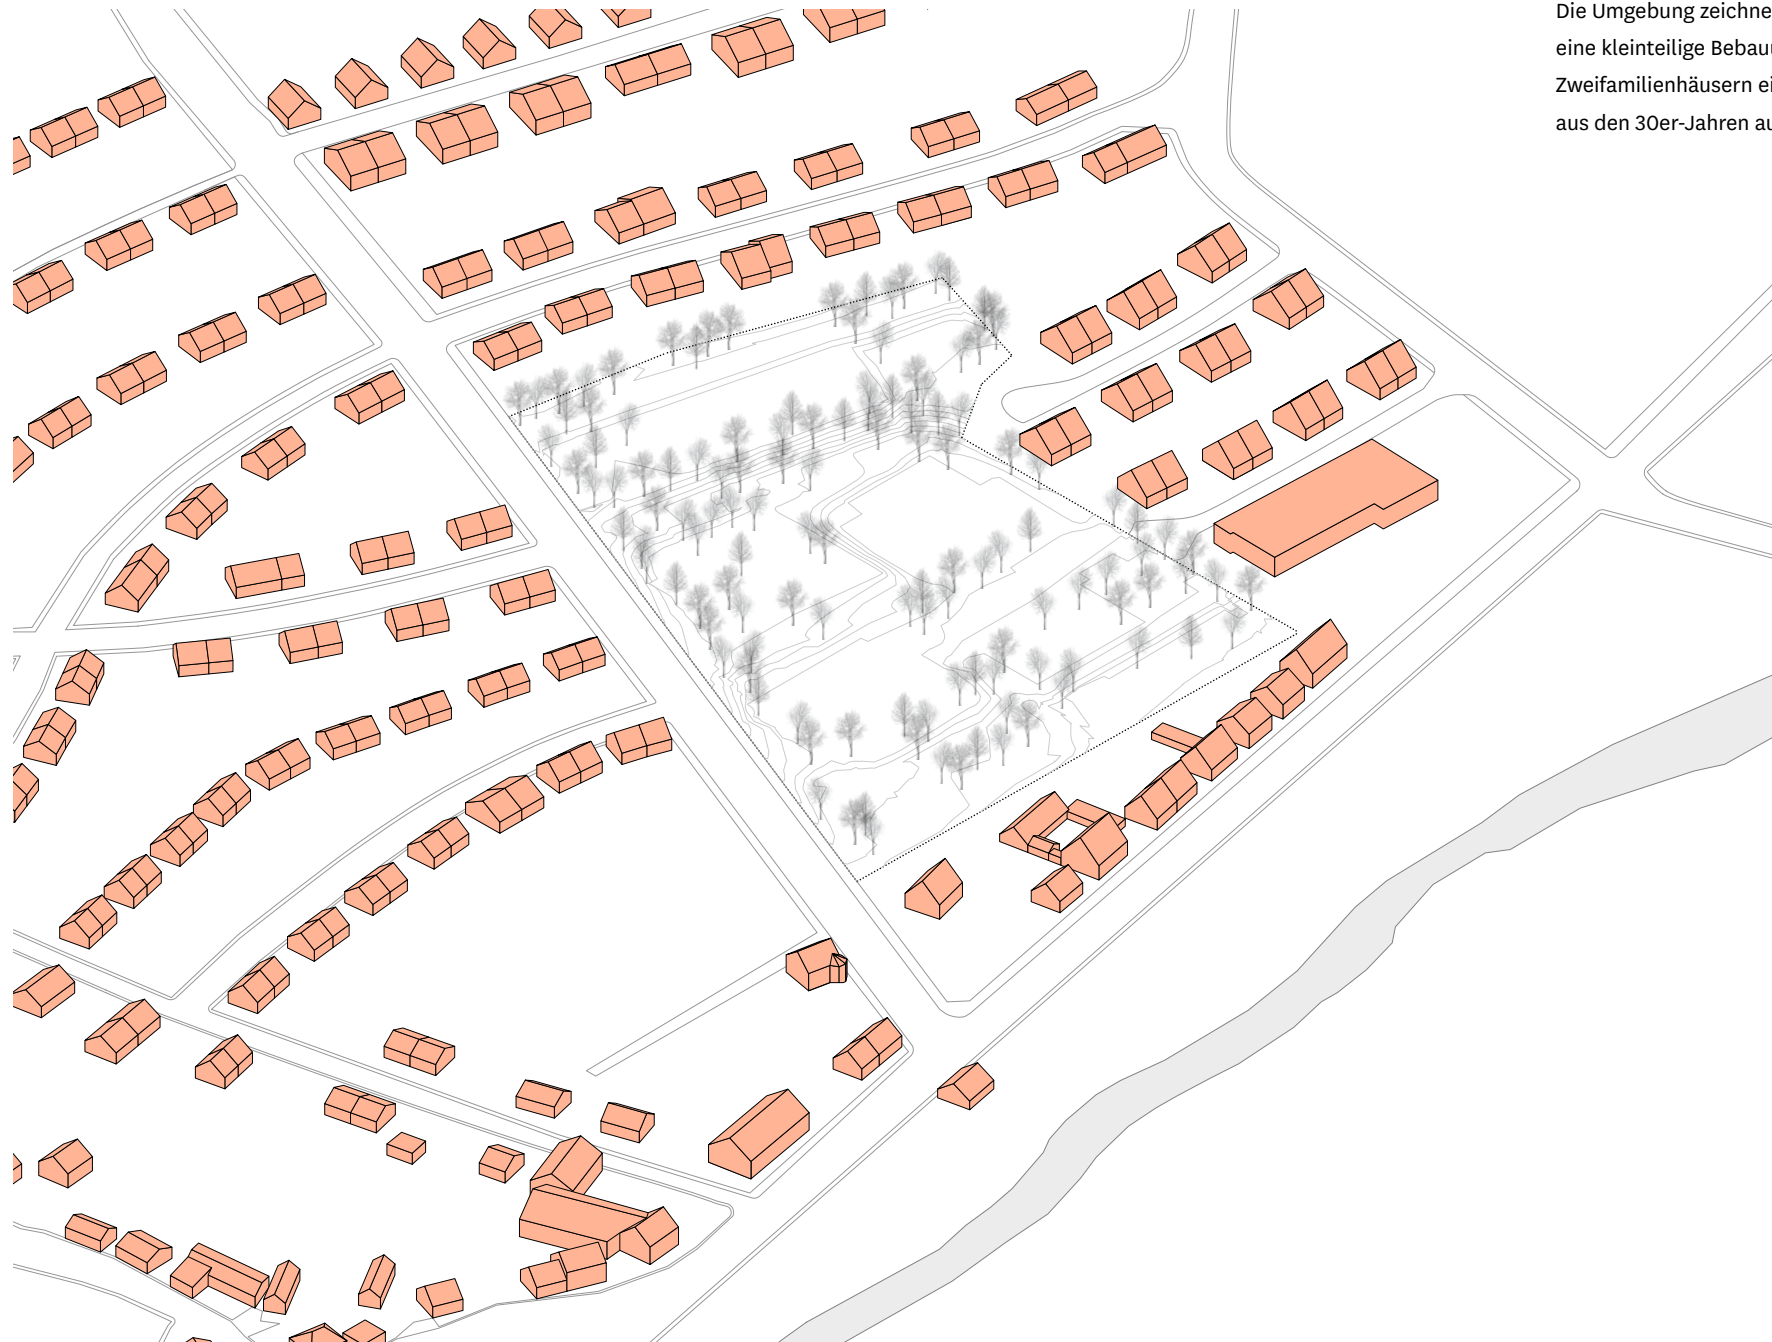 Die Umgebung zeichne
eine kleinteilige Bebau
Zweifamilienhäusern ei
aus den 30er-Jahren au